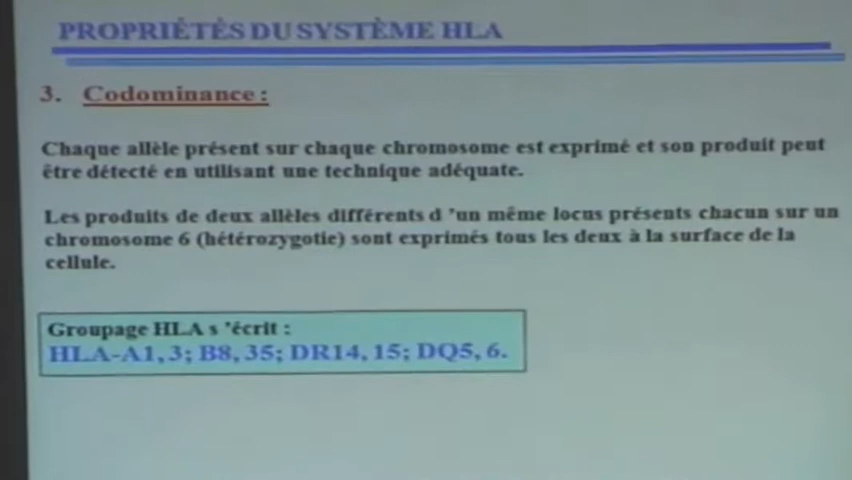 PROPRIÉTÉS DU SYSTÈME HLA
3. Codominance :
Chaque allèle présent sur chaque chromosome est exprimé et son produit peut
être détecté en utilisant une technique adéquate.
Les produits de deux allèles différents d 'un même locus présents chacun sur un
chromosome 6 (hétérozygotie) sont exprimés tous les deux à la surface de la
cellule.
Groupage HLA s 'écrit :
HLA-A1, 3; B8, 35; DR14, 15; DQ5, 6.